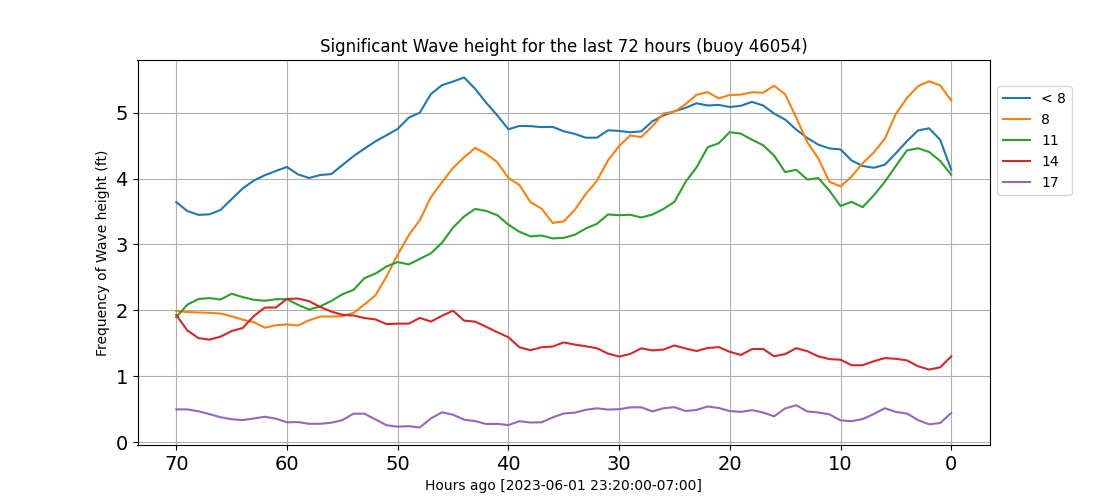 Significant Wave height for the last 72 hours (buoy 46054)
Frequency of Wave height (ft)
5
4
3
2
1
0
70 60 50 40 30 20 10 0
Hours ago [2023-06-01 23:20:00-07:00]
< 8
8
11
14
17